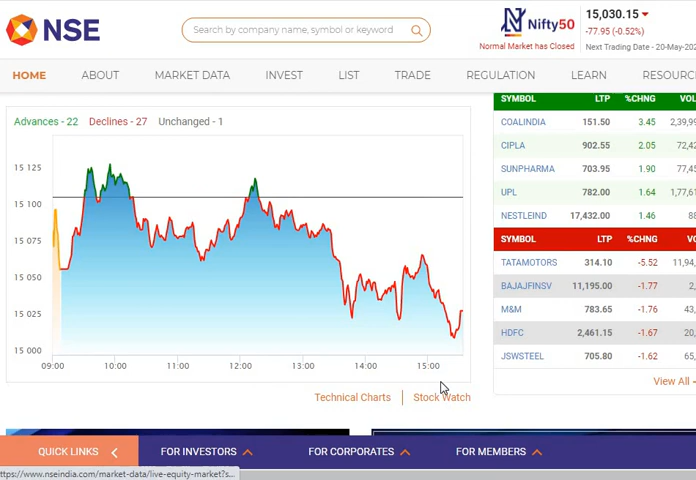 NSE
Search by company name, symbol or keyword
Nifty50
Normal Market has Closed
15,030.15
-77.95 (-0.52%)
Next Trading Date - 20-May-202
HOME ABOUT MARKET DATA INVEST LIST TRADE REGULATION LEARN RESOURC
Advances - 22 Declines - 27 Unchanged - 1
15 125
15 100
15 075
15 050
15 025
15 000
09:00 10:00 11:00 12:00 13:00 14:00 15:00
Technical Charts | Stock Watch
SYMBOL LTP %CHNG VOL
COALINDIA 151.50 3.45 2,39,99
CIPLA 902.55 2.05 72,42
SUNPHARMA 703.95 1.90 77,45
UPL 782.00 1.64 1,77,61
NESTLEIND 17,432.00 1.46 88
SYMBOL LTP %CHNG VOL
TATAMOTORS 314.10 -5.52 11,94,
BAJAJFINSV 11,195.00 -1.77 2,
M&M 783.65 -1.76 43,
HDFC 2,461.15 -1.67 20,
JSWSTEEL 705.80 -1.62 65,
View All
QUICK LINKS FOR INVESTORS FOR CORPORATES FOR MEMBERS
https://www.nseindia.com/market-data/live-equity-market?s...